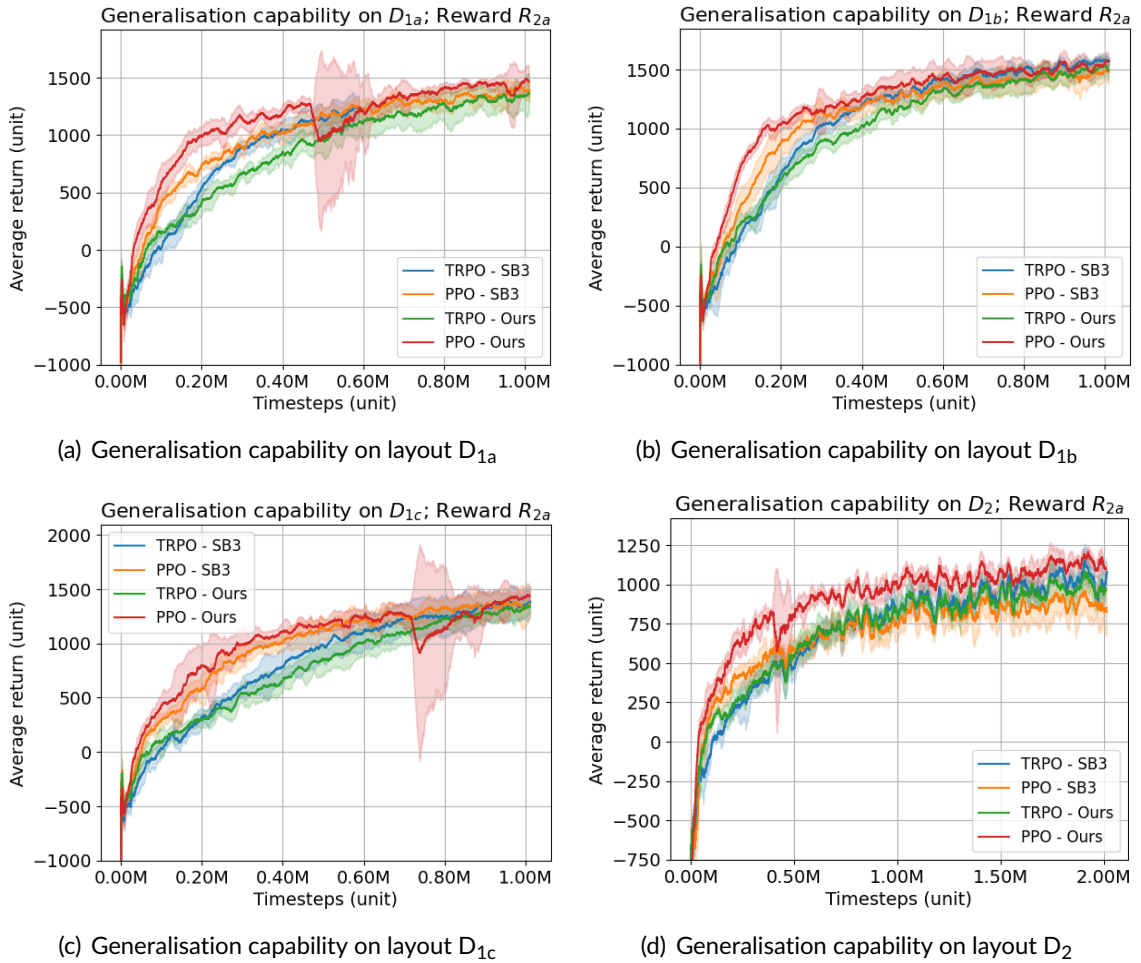 Generalisation capability on D1a; Reward R2a
Average return (unit)
1500
1000
500
0
−500
−1000
TRPO - SB3
PPO - SB3
TRPO - Ours
PPO - Ours
0.00M 0.20M 0.40M 0.60M 0.80M 1.00M
Timesteps (unit)
(a) Generalisation capability on layout D1a
Generalisation capability on D1b; Reward R2a
Average return (unit)
1500
1000
500
0
−500
−1000
TRPO - SB3
PPO - SB3
TRPO - Ours
PPO - Ours
0.00M 0.20M 0.40M 0.60M 0.80M 1.00M
Timesteps (unit)
(b) Generalisation capability on layout D1b
Generalisation capability on D1c; Reward R2a
Average return (unit)
2000
1500
1000
500
0
−500
−1000
TRPO - SB3
PPO - SB3
TRPO - Ours
PPO - Ours
0.00M 0.20M 0.40M 0.60M 0.80M 1.00M
Timesteps (unit)
(c) Generalisation capability on layout D1c
Generalisation capability on D2; Reward R2a
Average return (unit)
1250
1000
750
500
250
0
−250
−500
−750
TRPO - SB3
PPO - SB3
TRPO - Ours
PPO - Ours
0.00M 0.50M 1.00M 1.50M 2.00M
Timesteps (unit)
(d) Generalisation capability on layout D2